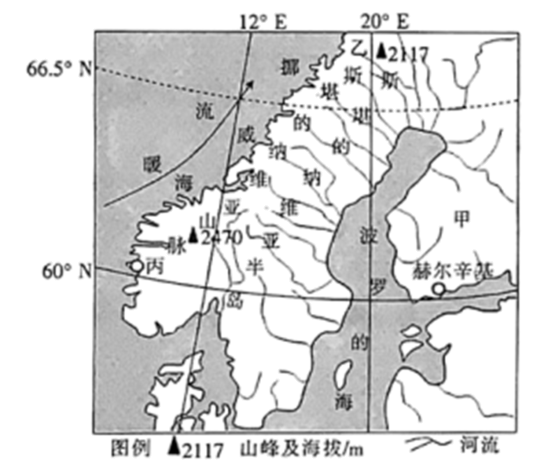 12° E
20° E
66.5° N
60° N
乙
▲2117
挪威海
暖流
斯堪的纳维亚山脉
斯堪的纳维亚半岛
▲2470
丙
甲
赫尔辛基
波罗的海
图例 ▲2117 山峰及海拔/m 河流